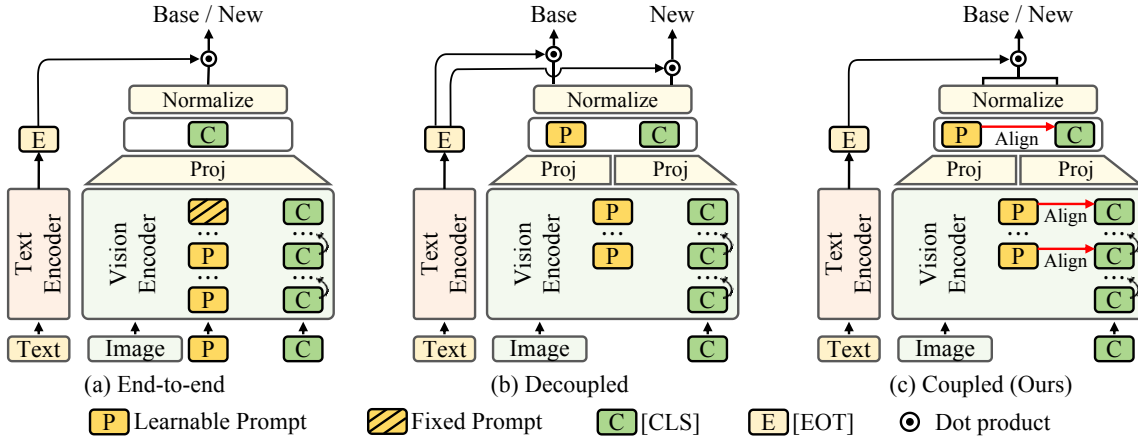 Base / New
Normalize
E
C
Proj
Text Encoder
Vision Encoder
C
...
P
C
...
P
C
Text
Image
P
C
(a) End-to-end
Base
New
Normalize
E
P
C
Proj
Proj
Text Encoder
Vision Encoder
P
C
...
P
C
...
C
Text
Image
C
(b) Decoupled
Base / New
Normalize
E
P
Align
C
Proj
Proj
Text Encoder
Vision Encoder
P
Align
C
...
P
Align
C
...
C
Text
Image
C
(c) Coupled (Ours)
P Learnable Prompt
Fixed Prompt
C [CLS]
E [EOT]
Dot product